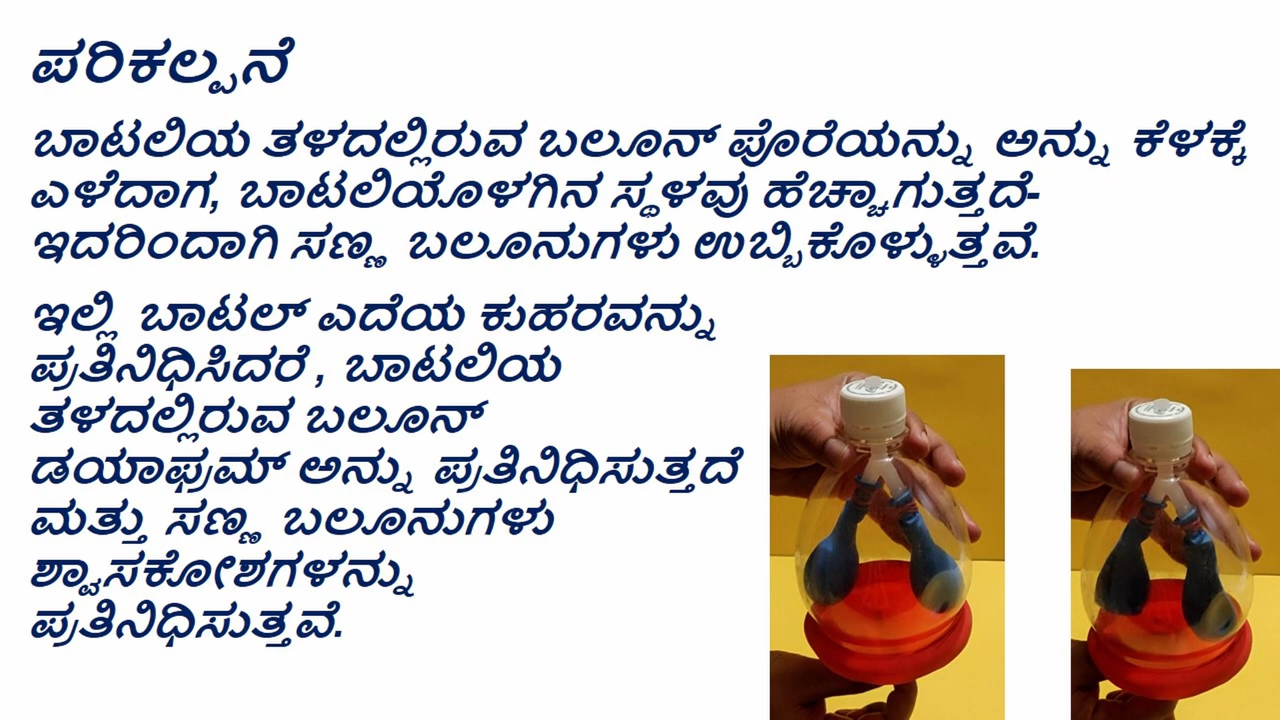 ಪರಿಕಲ್ಪನೆ
ಬಾಟಲಿಯ ತಳದಲ್ಲಿರುವ ಬಲೂನ್ ಪೊರೆಯನ್ನು ಅನ್ನು ಕೆಳಕ್ಕೆ
ಎಳೆದಾಗ, ಬಾಟಲಿಯೊಳಗಿನ ಸ್ಥಳವು ಹೆಚ್ಚಾಗುತ್ತದೆ-
ಇದರಿಂದಾಗಿ ಸಣ್ಣ ಬಲೂನುಗಳು ಉಬ್ಬಿಕೊಳ್ಳುತ್ತವೆ.
ಇಲ್ಲಿ ಬಾಟಲ್ ಎದೆಯ ಕುಹರವನ್ನು
ಪ್ರತಿನಿಧಿಸಿದರೆ , ಬಾಟಲಿಯ
ತಳದಲ್ಲಿರುವ ಬಲೂನ್
ಡಯಾಫ್ರಮ್ ಅನ್ನು ಪ್ರತಿನಿಧಿಸುತ್ತದೆ
ಮತ್ತು ಸಣ್ಣ ಬಲೂನುಗಳು
ಶ್ವಾಸಕೋಶಗಳನ್ನು
ಪ್ರತಿನಿಧಿಸುತ್ತವೆ.